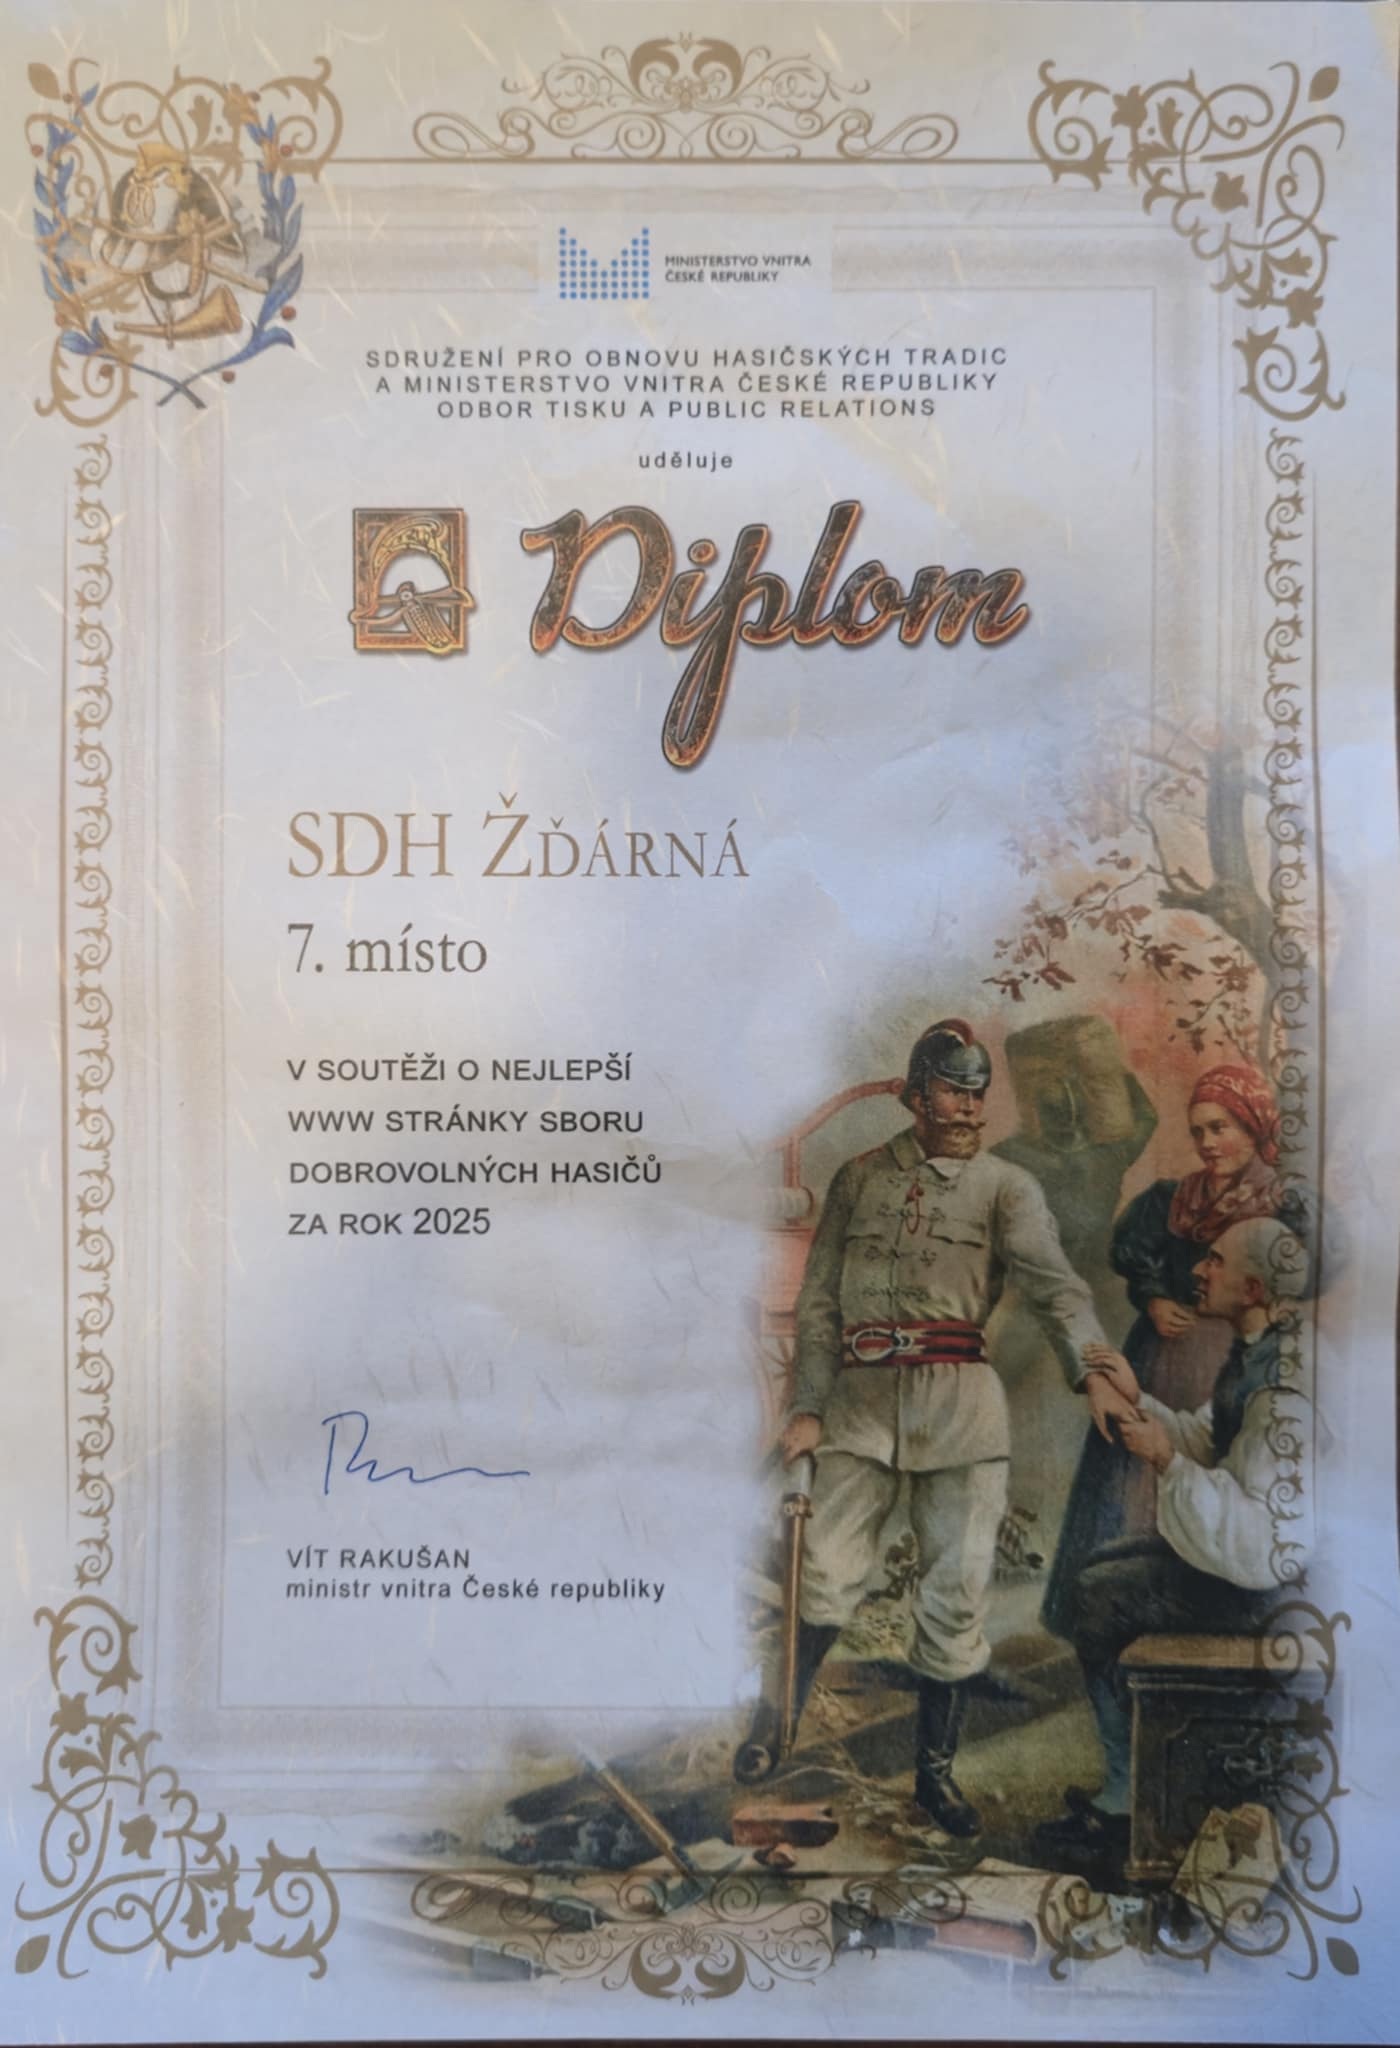 MINISTERSTVO VNITRA
ČESKÉ REPUBLIKY
SDRUŽENÍ PRO OBNOVU HASIČSKÝCH TRADIC
A MINISTERSTVO VNITRA ČESKÉ REPUBLIKY
ODBOR TISKU A PUBLIC RELATIONS
uděluje
Diplom
SDH ŽĎÁRNÁ
7. místo
V SOUTĚŽI O NEJLEPŠÍ
WWW STRÁNKY SBORU
DOBROVOLNÝCH HASIČŮ
ZA ROK 2025
VÍT RAKUŠAN
ministr vnitra České republiky